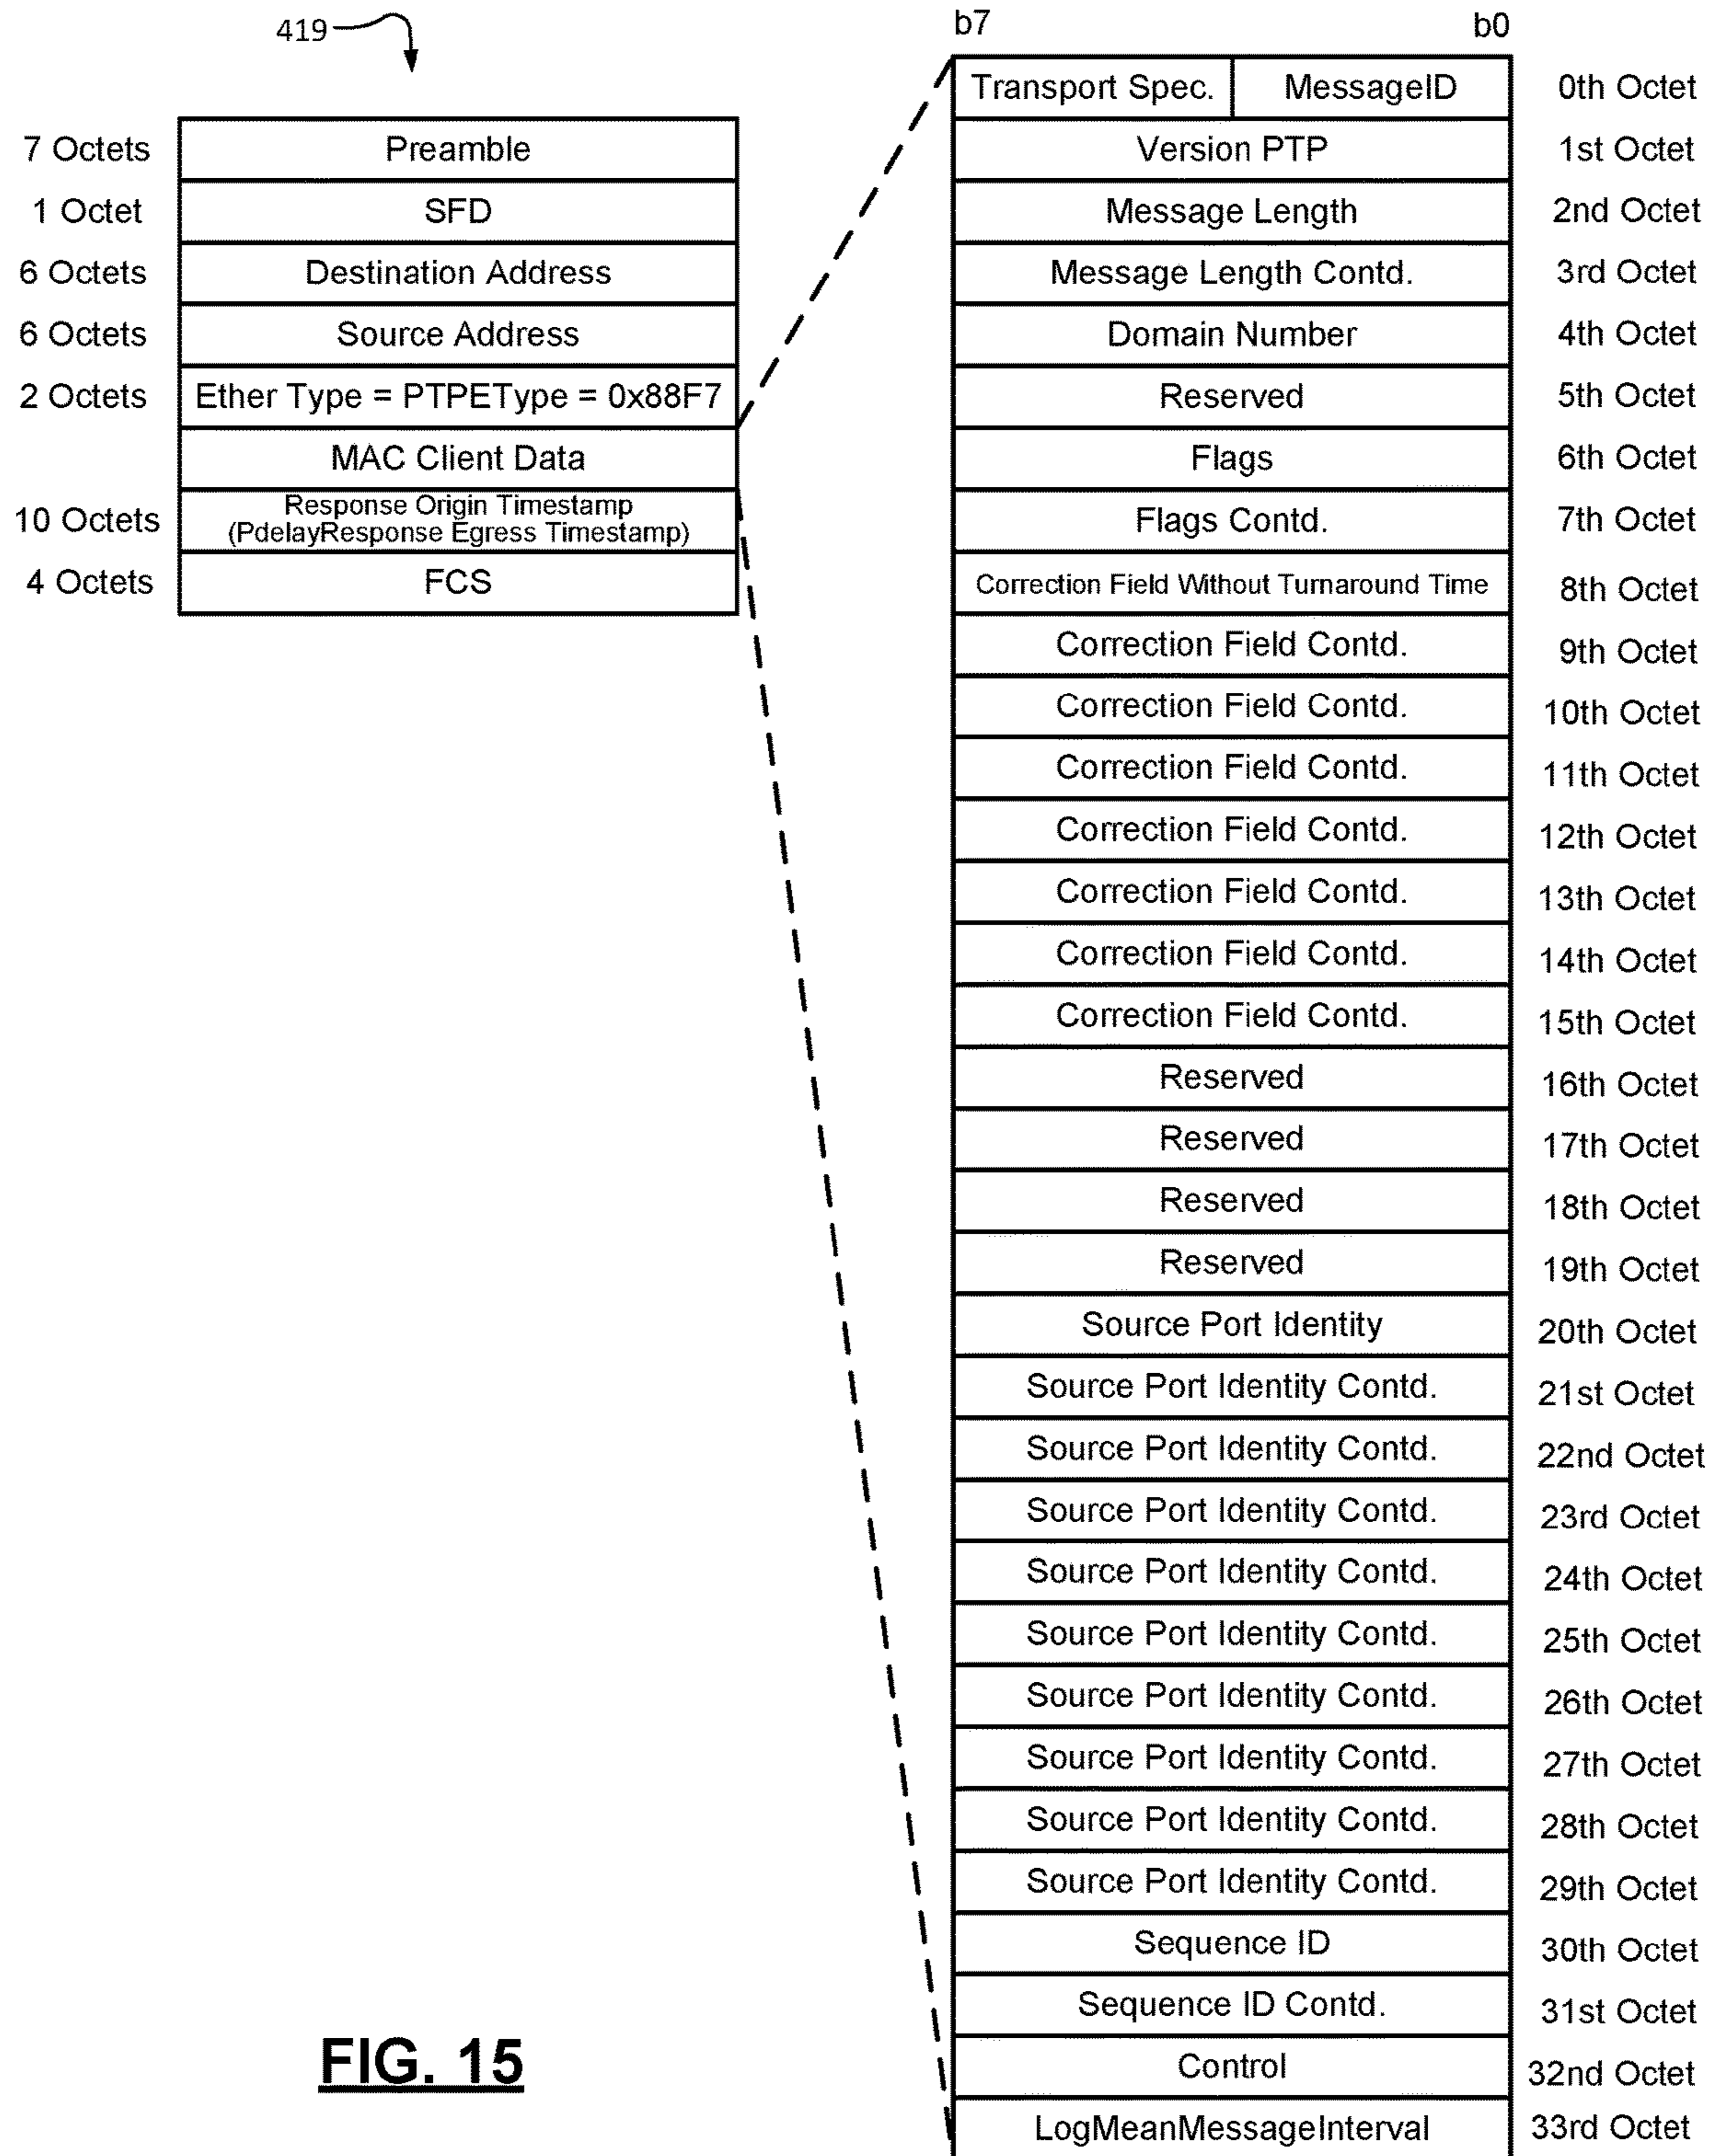 419
7 Octets Preamble
1 Octet SFD
6 Octets Destination Address
6 Octets Source Address
2 Octets Ether Type = PTPEType = 0x88F7
MAC Client Data
10 Octets Response Origin Timestamp
(PdelayResponse Egress Timestamp)
4 Octets FCS
b7 b0
Transport Spec. MessageID 0th Octet
Version PTP 1st Octet
Message Length 2nd Octet
Message Length Contd. 3rd Octet
Domain Number 4th Octet
Reserved 5th Octet
Flags 6th Octet
Flags Contd. 7th Octet
Correction Field Without Turnaround Time 8th Octet
Correction Field Contd. 9th Octet
Correction Field Contd. 10th Octet
Correction Field Contd. 11th Octet
Correction Field Contd. 12th Octet
Correction Field Contd. 13th Octet
Correction Field Contd. 14th Octet
Correction Field Contd. 15th Octet
Reserved 16th Octet
Reserved 17th Octet
Reserved 18th Octet
Reserved 19th Octet
Source Port Identity 20th Octet
Source Port Identity Contd. 21st Octet
Source Port Identity Contd. 22nd Octet
Source Port Identity Contd. 23rd Octet
Source Port Identity Contd. 24th Octet
Source Port Identity Contd. 25th Octet
Source Port Identity Contd. 26th Octet
Source Port Identity Contd. 27th Octet
Source Port Identity Contd. 28th Octet
Source Port Identity Contd. 29th Octet
Sequence ID 30th Octet
Sequence ID Contd. 31st Octet
Control 32nd Octet
LogMeanMessageInterval 33rd Octet
FIG. 15